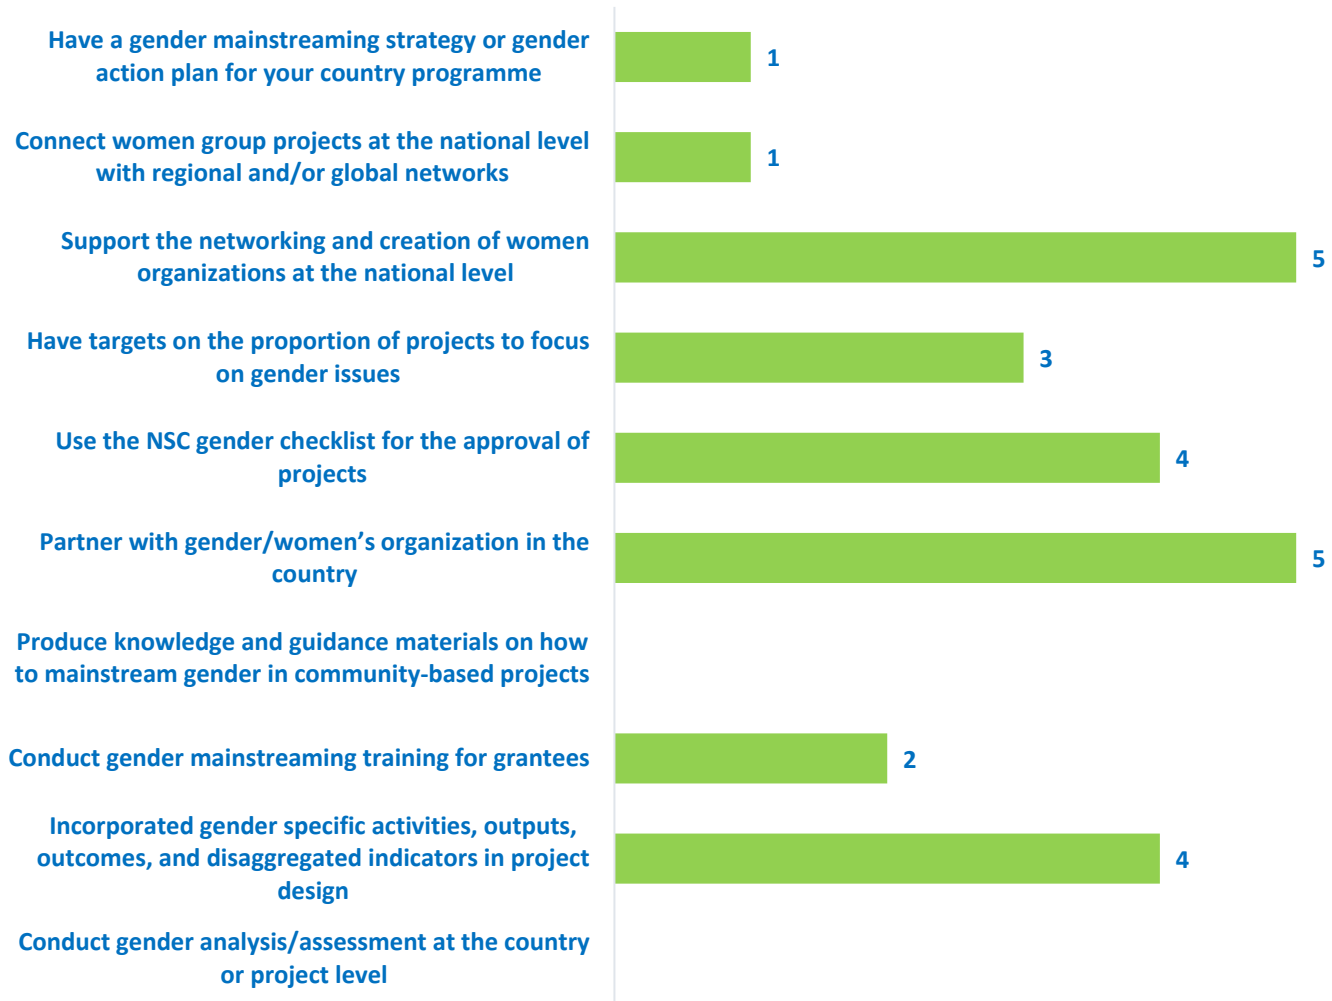 Have a gender mainstreaming strategy or gender
action plan for your country programme
1
Connect women group projects at the national level
with regional and/or global networks
1
Support the networking and creation of women
organizations at the national level
5
Have targets on the proportion of projects to focus
on gender issues
3
Use the NSC gender checklist for the approval of
projects
4
Partner with gender/women’s organization in the
country
5
Produce knowledge and guidance materials on how
to mainstream gender in community-based projects
Conduct gender mainstreaming training for grantees
2
Incorporated gender specific activities, outputs,
outcomes, and disaggregated indicators in project
design
4
Conduct gender analysis/assessment at the country
or project level